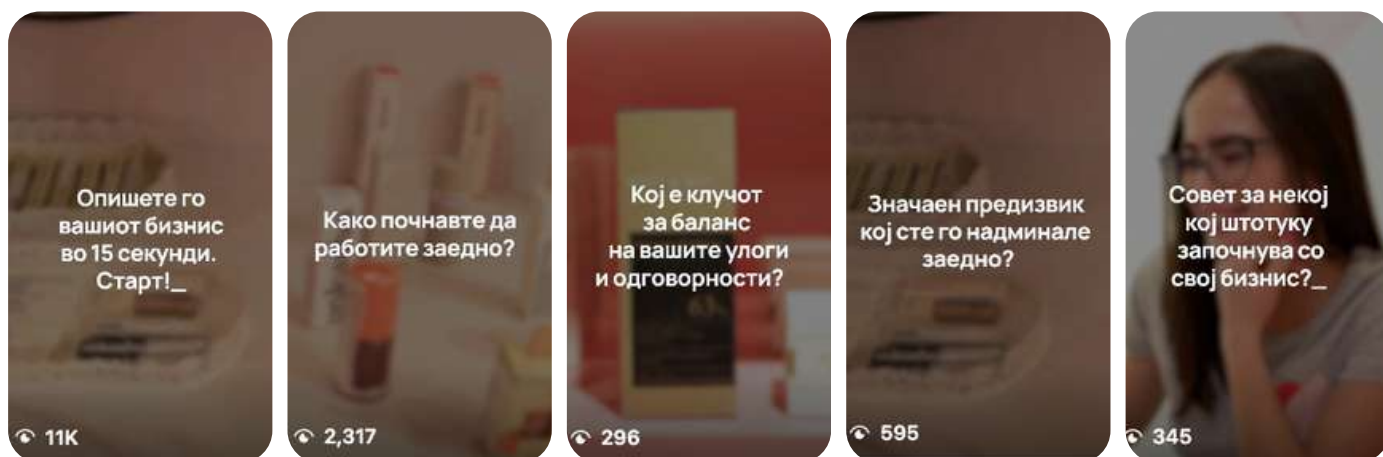 Опишете го
вашиот бизнис
во 15 секунди.
Старт!_
11K
Како почнавте да
работите заедно?
2,317
Кој е клучот
за баланс
на вашите улоги
и одговорности?
296
Значаен предизвик
кој сте го надминале
заедно?
595
Совет за некој
кој штотуку
започнува со
свој бизнис?_
345